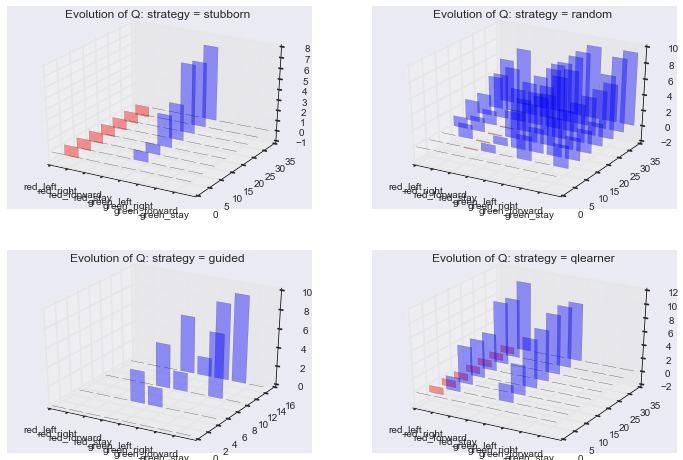 Evolution of Q: strategy = stubborn
8
7
6
5
4
3
2
1
0
−1
35
30
25
20
15
10
5
0
red_left
red_right
red_forward
red_stay
green_left
green_right
green_forward
green_stay
Evolution of Q: strategy = random
10
8
6
4
2
0
−2
35
30
25
20
15
10
5
0
red_left
red_right
red_forward
red_stay
green_left
green_right
green_forward
green_stay
Evolution of Q: strategy = guided
10
8
6
4
2
0
16
14
12
10
8
6
4
2
0
red_left
red_right
red_forward
red_stay
green_left
green_right
green_forward
green_stay
Evolution of Q: strategy = qlearner
12
10
8
6
4
2
0
−2
35
30
25
20
15
10
5
0
red_left
red_right
red_forward
red_stay
green_left
green_right
green_forward
green_stay